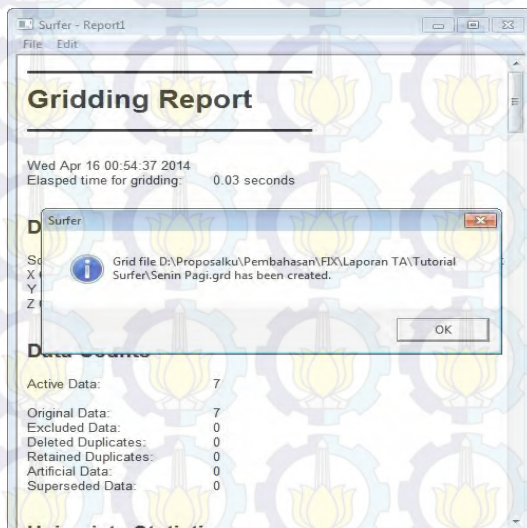 Surfer - Report1
File Edit
Gridding Report
Wed Apr 16 00:54:37 2014
Elasped time for gridding: 0.03 seconds
Surfer
Grid file D:\Proposalku\Pembahasan\FIX\Laporan TA\Tutorial
Surfer\Senin Pagi.grd has been created.
OK
Data Counts
Active Data: 7
Original Data: 7
Excluded Data: 0
Deleted Duplicates: 0
Retained Duplicates: 0
Artificial Data: 0
Superseded Data: 0